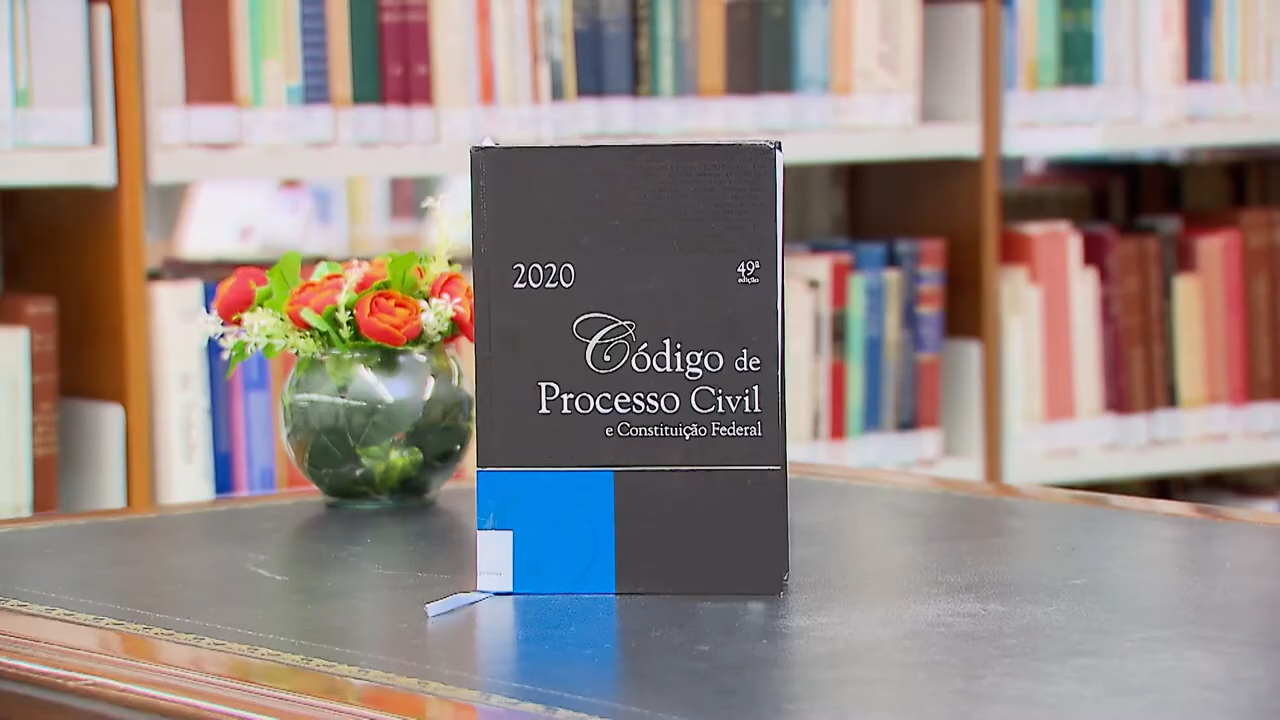 2020
49ª
edição
Código de
Processo Civil
e Constituição Federal